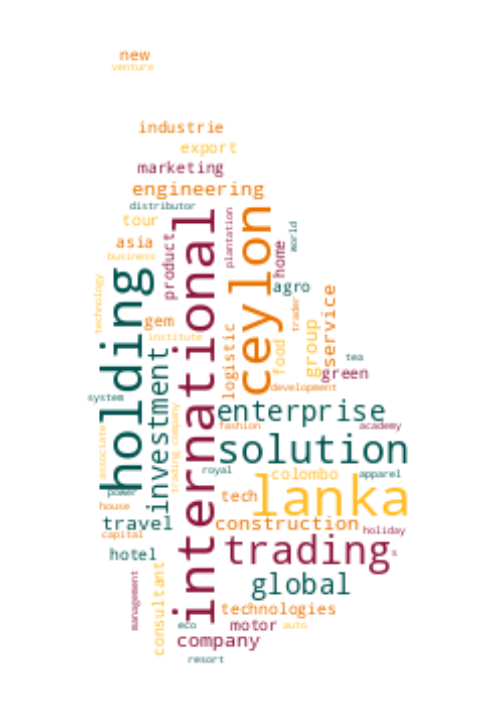 new
venture
industrie
export
marketing
engineering
distributor
tour
plantation
international
ceylon
world
asia
product
home
business
holding
technology
agro
service
trader
gem
group
institute
logistic
food
tea
investment
green
development
system
trading company
enterprise
associate
fashion
academy
solution
royal
colombo
apparel
power
tech
lanka
house
travel
construction
capital
holiday
hotel
trading
s
management
consultant
global
technologies
eco
motor
auto
company
resort